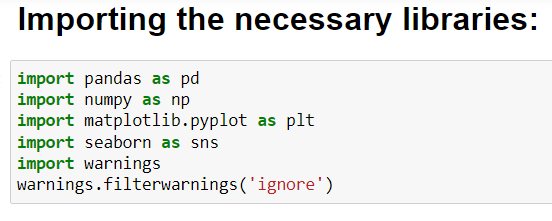 Importing the necessary libraries:
import pandas as pd
import numpy as np
import matplotlib.pyplot as plt
import seaborn as sns
import warnings
warnings.filterwarnings('ignore')